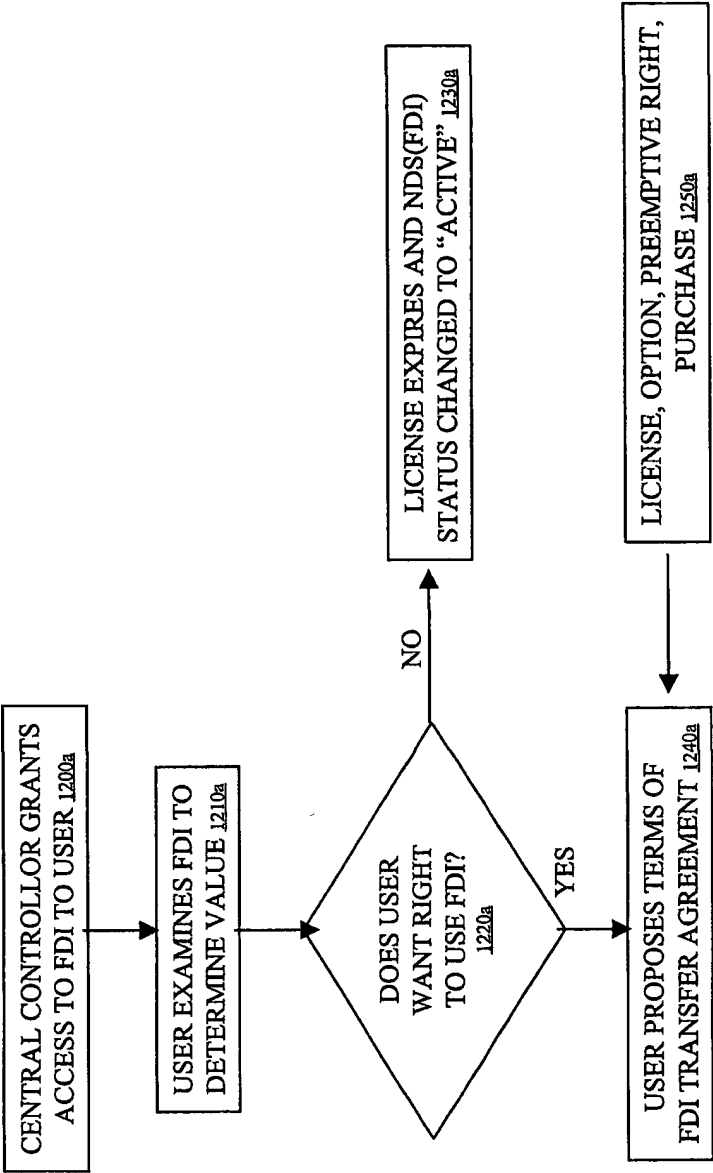 CENTRAL CONTROLLOR GRANTS
ACCESS TO FDI TO USER 1200a
USER EXAMINES FDI TO
DETERMINE VALUE 1210a
DOES USER
WANT RIGHT
TO USE FDI?
1220a
NO
LICENSE EXPIRES AND NDS(FDI)
STATUS CHANGED TO “ACTIVE” 1230a
YES
USER PROPOSES TERMS OF
FDI TRANSFER AGREEMENT 1240a
LICENSE, OPTION, PREEMPTIVE RIGHT,
PURCHASE 1250a